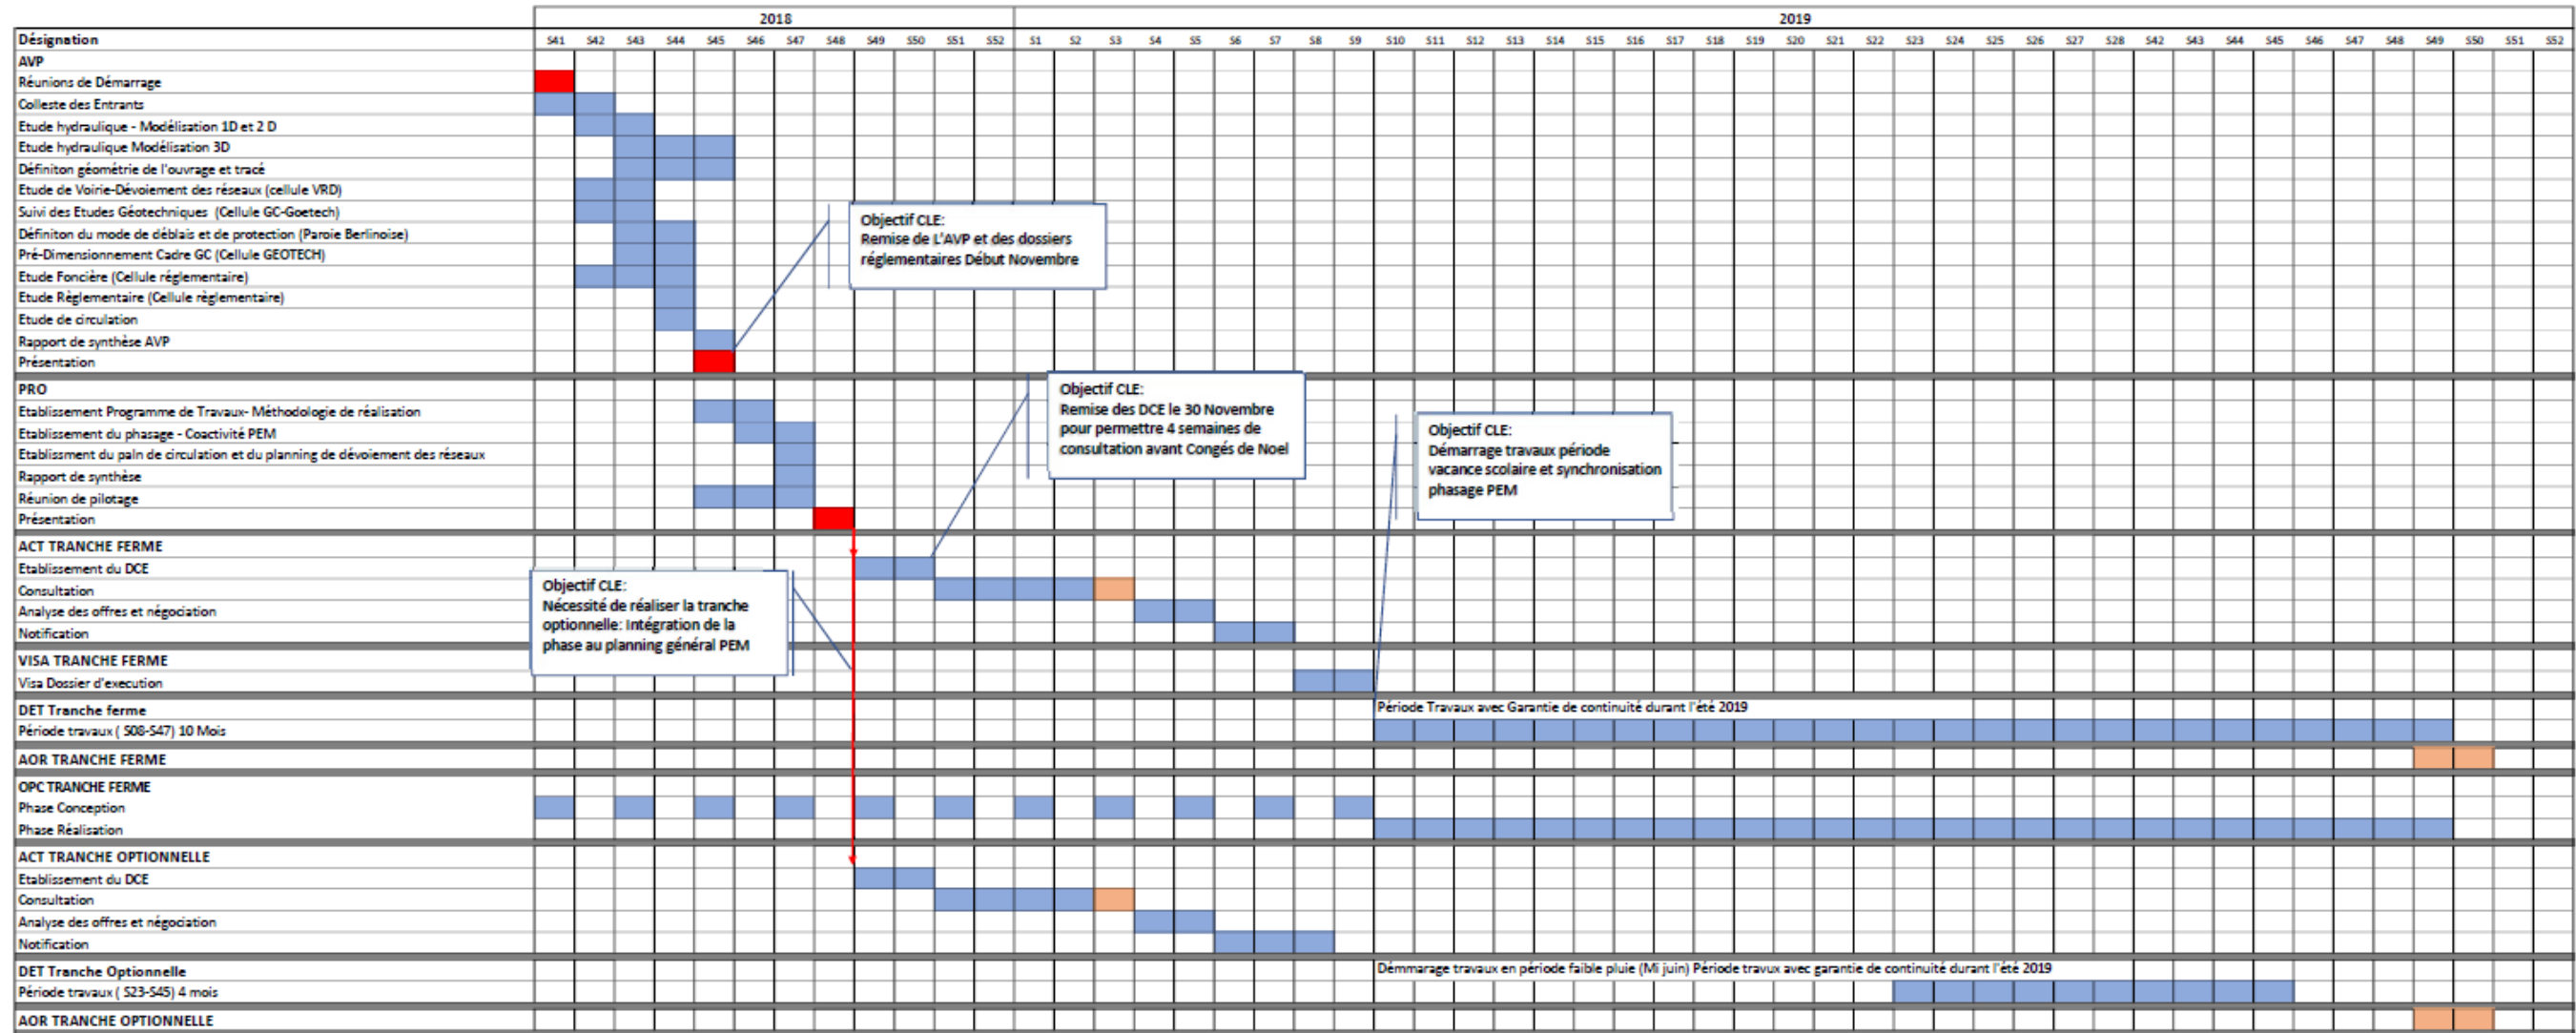 2018 2019
Désignation S41 S42 S43 S44 S45 S46 S47 S48 S49 S50 S51 S52 S1 S2 S3 S4 S5 S6 S7 S8 S9 S10 S11 S12 S13 S14 S15 S16 S17 S18 S19 S20 S21 S22 S23 S24 S25 S26 S27 S28 S42 S43 S44 S45 S46 S47 S48 S49 S50 S51 S52
AVP
Réunions de Démarrage
Colleste des Entrants
Etude hydraulique - Modélisation 1D et 2 D
Etude hydraulique Modélisation 3D
Définiton géométrie de l'ouvrage et tracé
Etude de Voirie-Dévoiement des réseaux (cellule VRD)
Suivi des Etudes Géotechniques (Cellule GC-Goetech)
Définiton du mode de déblais et de protection (Paroie Berlinoise)
Pré-Dimensionnement Cadre GC (Cellule GEOTECH)
Etude Foncière (Cellule réglementaire)
Etude Règlementaire (Cellule règlementaire)
Etude de circulation
Rapport de synthèse AVP
Présentation
Objectif CLE:
Remise de L'AVP et des dossiers
réglementaires Début Novembre
PRO
Etablissement Programme de Travaux- Méthodologie de réalisation
Etablissement du phasage - Coactivité PEM
Etablissment du paln de circulation et du planning de dévoiement des réseaux
Rapport de synthèse
Réunion de pilotage
Présentation
Objectif CLE:
Remise des DCE le 30 Novembre
pour permettre 4 semaines de
consultation avant Congés de Noel
Objectif CLE:
Démarrage travaux période
vacance scolaire et synchronisation
phasage PEM
ACT TRANCHE FERME
Etablissement du DCE
Consultation
Analyse des offres et négociation
Notification
Objectif CLE:
Nécessité de réaliser la tranche
optionnelle: Intégration de la
phase au planning général PEM
VISA TRANCHE FERME
Visa Dossier d'execution
DET Tranche ferme
Période Travaux avec Garantie de continuité durant l'été 2019
Période travaux ( S08-S47) 10 Mois
AOR TRANCHE FERME
OPC TRANCHE FERME
Phase Conception
Phase Réalisation
ACT TRANCHE OPTIONNELLE
Etablissement du DCE
Consultation
Analyse des offres et négociation
Notification
DET Tranche Optionnelle
Démmarage travaux en période faible pluie (Mi juin) Période travux avec garantie de continuité durant l'été 2019
Période travaux ( S23-S45) 4 mois
AOR TRANCHE OPTIONNELLE